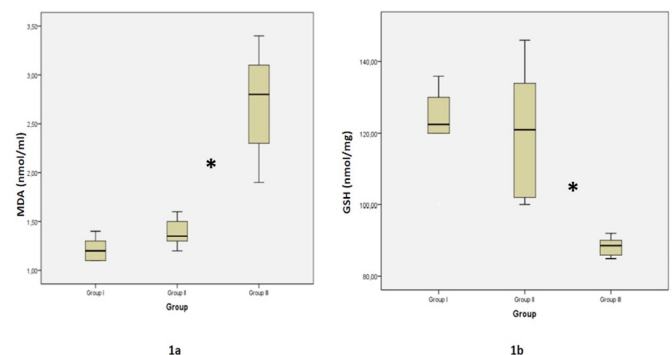 3,50
3,00
2,50
2,00
1,50
1,00
MDA (nmol/ml)
*
Group I
Group II
Group III
Group
1a
140,00
120,00
100,00
80,00
GSH (nmol/mg)
*
Group I
Group II
Group III
Group
1b